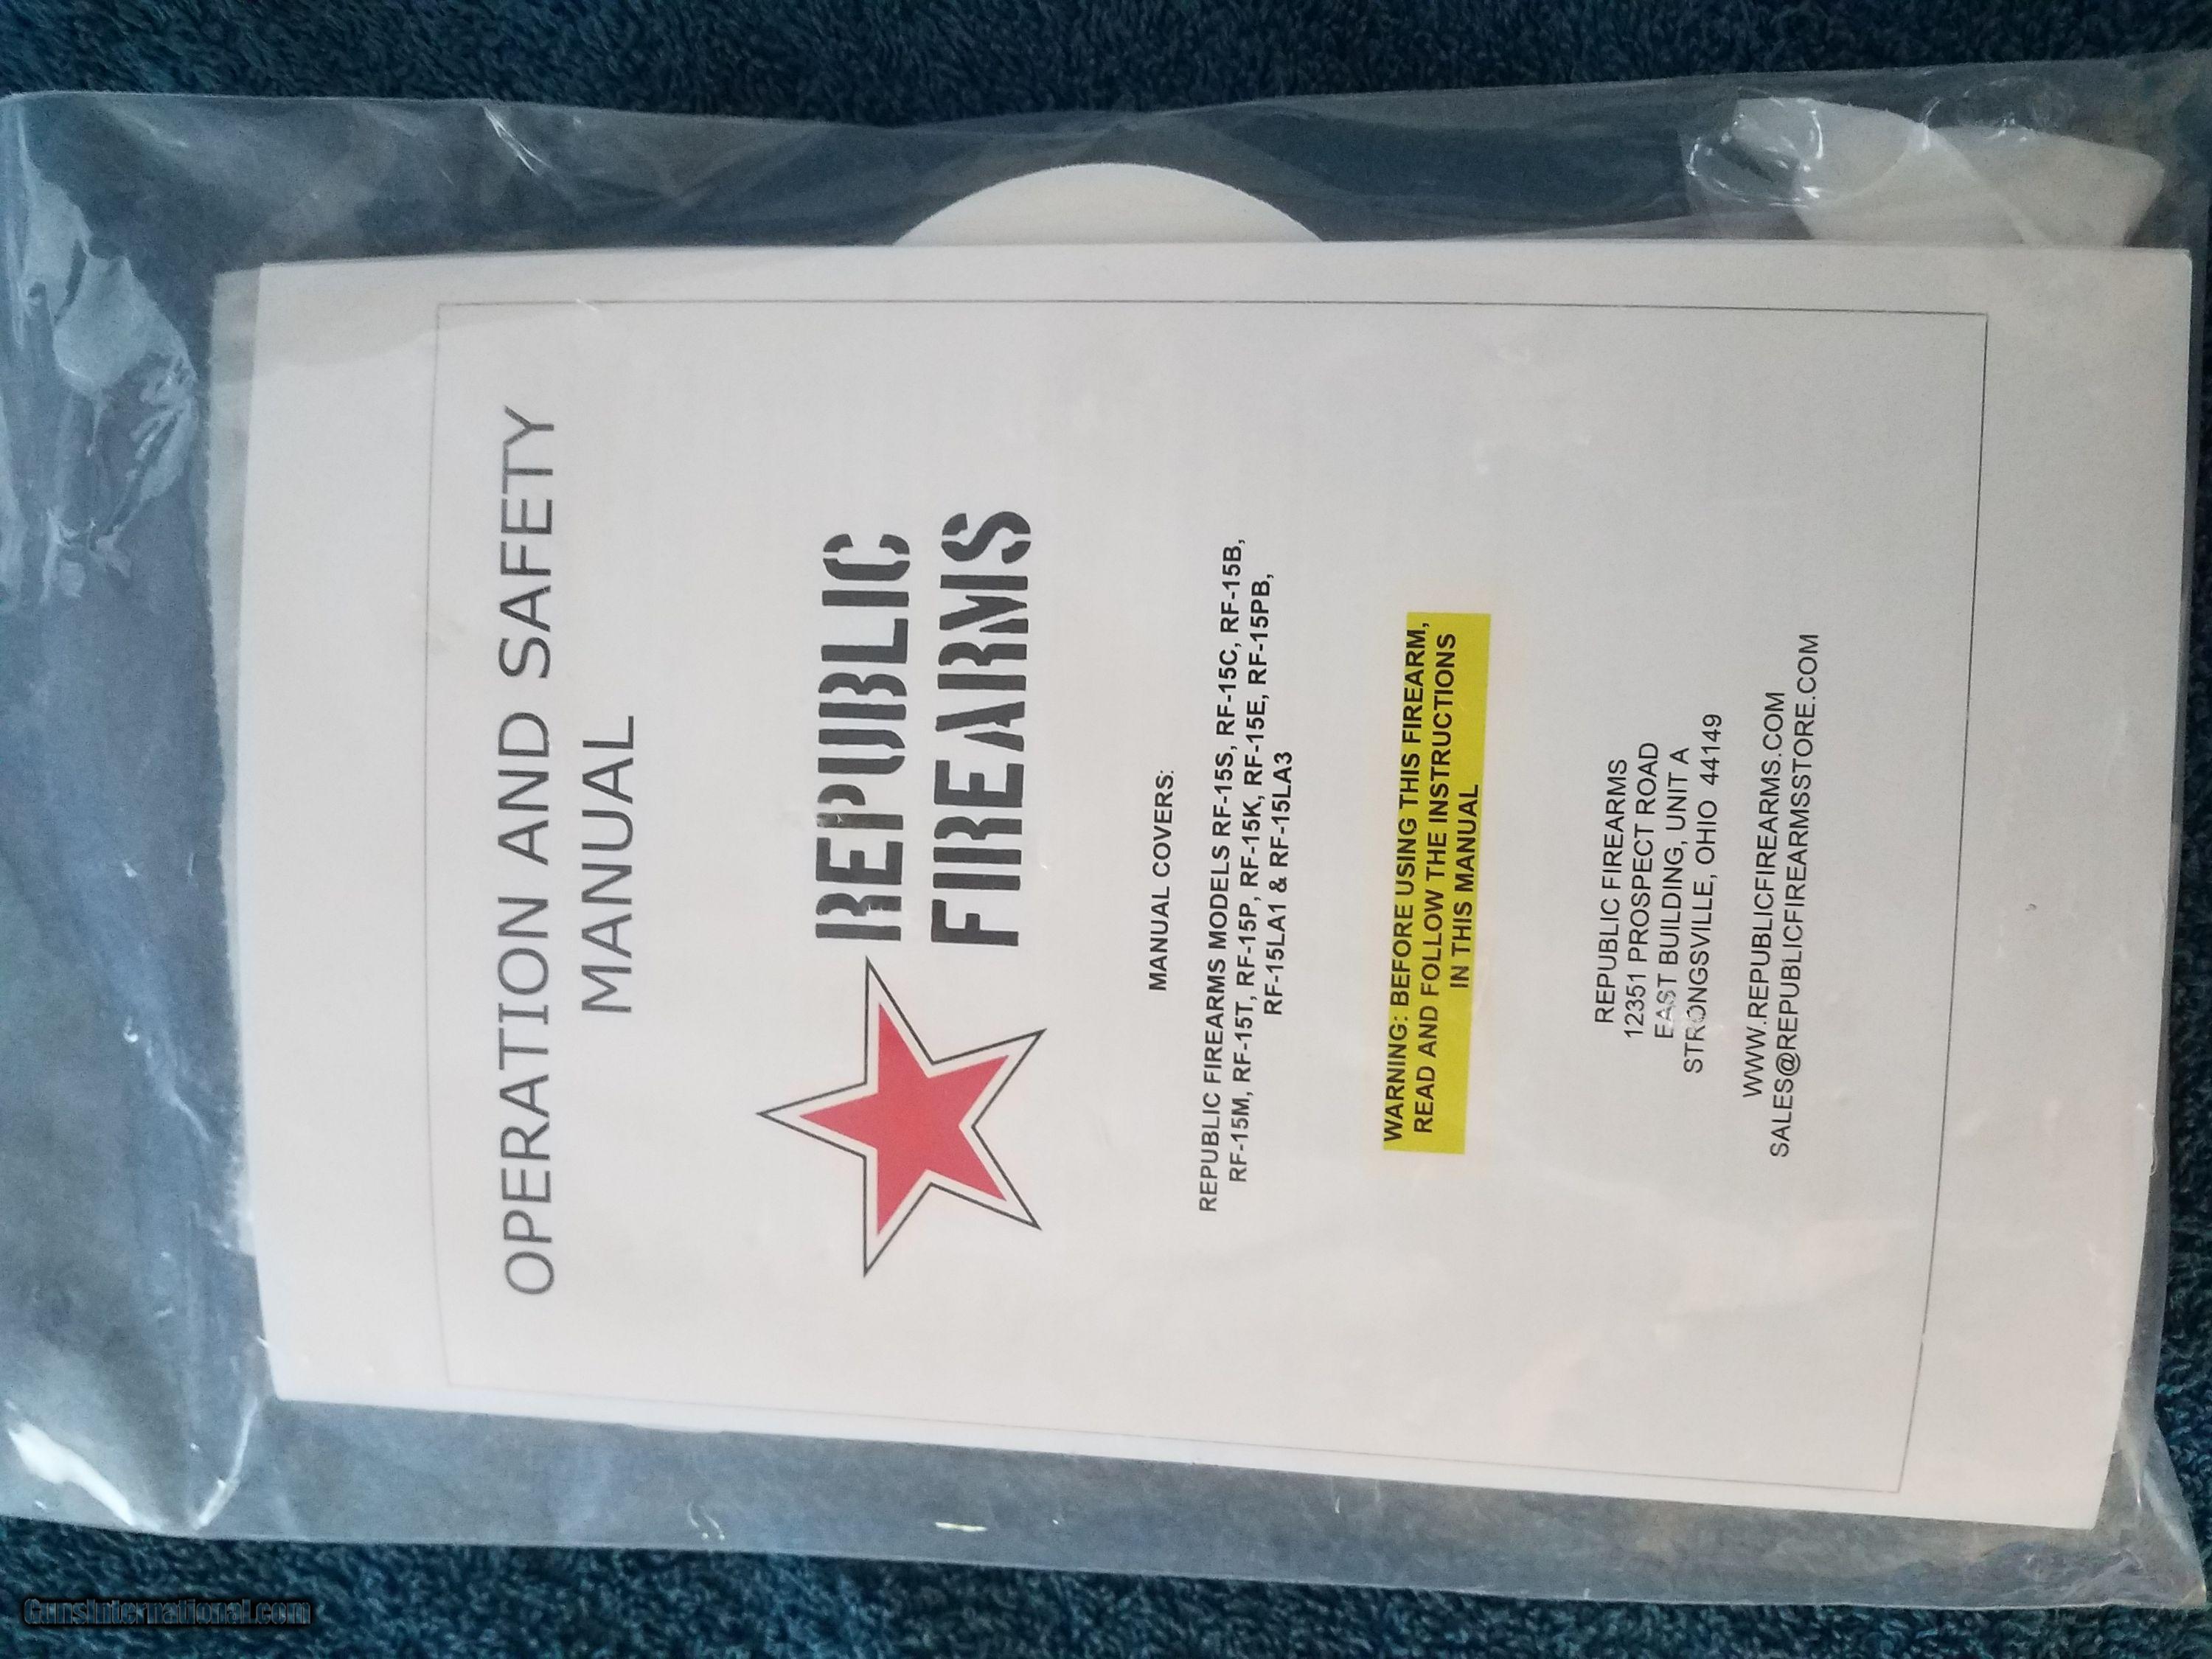 OPERATION AND SAFETY
MANUAL
REPUBLIC
FIREARMS
MANUAL COVERS:
REPUBLIC FIREARMS MODELS RF-15S, RF-15C, RF-15B,
RF-15M, RF-15T, RF-15P, RF-15K, RF-15E, RF-15PB,
RF-15LA1 & RF-15LA3
WARNING: BEFORE USING THIS FIREARM,
READ AND FOLLOW THE INSTRUCTIONS
IN THIS MANUAL
REPUBLIC FIREARMS
12351 PROSPECT ROAD
EAST BUILDING, UNIT A
STRONGSVILLE, OHIO 44149
WWW.REPUBLICFIREARMS.COM
SALES@REPUBLICFIREARMSSTORE.COM
GunsInternational.com